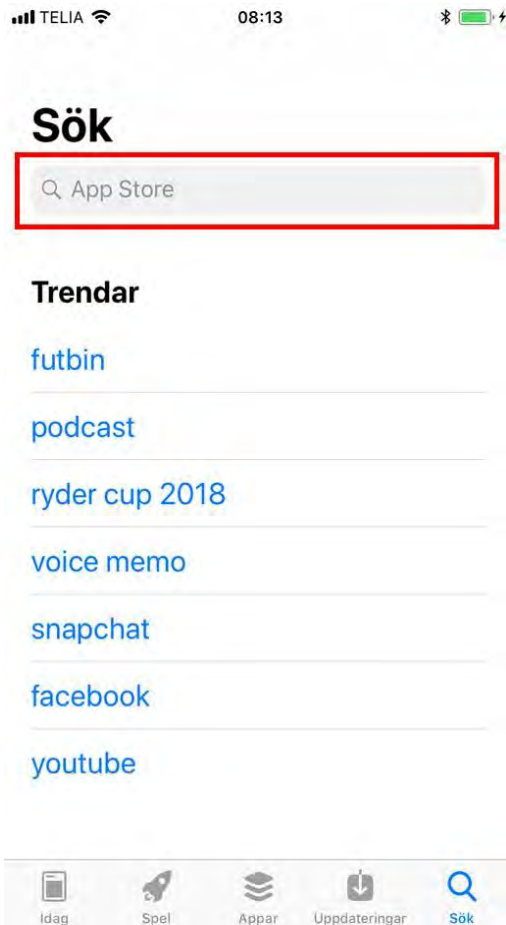 TELIA 08:13
Sök
App Store
Trendar
futbin
podcast
ryder cup 2018
voice memo
snapchat
facebook
youtube
Idag Spel Appar Uppdateringar Sök